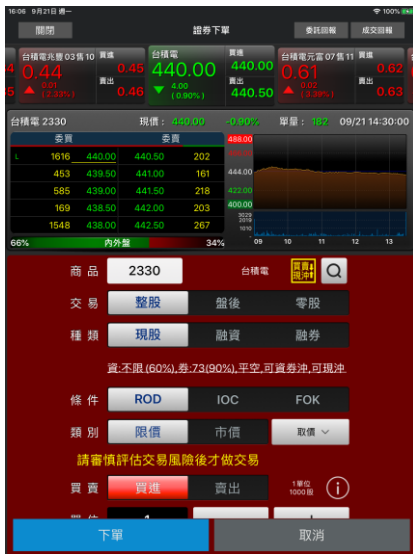 16:06 9月21日 週一 100%
關閉 證券下單 委託回報 成交回報
台積電兆豐03售10 買進 台積電 買進 台積電元富07售11 買進
0.44 0.45 440.00 440.00 0.61 0.62
0.01 賣出 4.00 賣出 0.02 賣出
(2.33%) 0.46 (0.90%) 440.50 (3.39%) 0.63
台積電 2330 現價： 440.00 -0.90% 單量： 182 09/21 14:30:00
委買 委賣 488.00
L 1616 440.00 440.50 202
453 439.50 441.00 161 444.00
585 439.00 441.50 218 422.00
169 438.50 442.00 203 400.00
1548 438.00 442.50 267
5029
2019
1010
66% 內外盤 34% 09 10 11 12 13
商品 2330 台積電 買賣現沖
交易 整股 盤後 零股
種類 現股 融資 融券
資:不限(60%),券:73(90%),平空,可資券沖,可現沖
條件 ROD IOC FOK
類別 限價 市價 取價
請審慎評估交易風險後才做交易
買賣 買進 賣出 1單位 1000股
單位 1 +
下單 取消